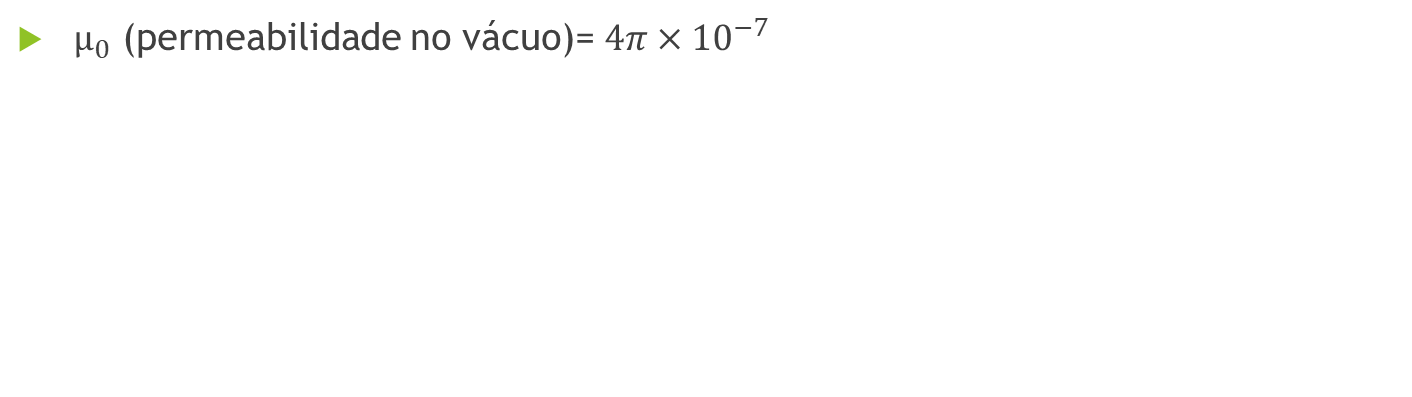 μ₀ (permeabilidade no vácuo)= 4𝜋 × 10⁻⁷